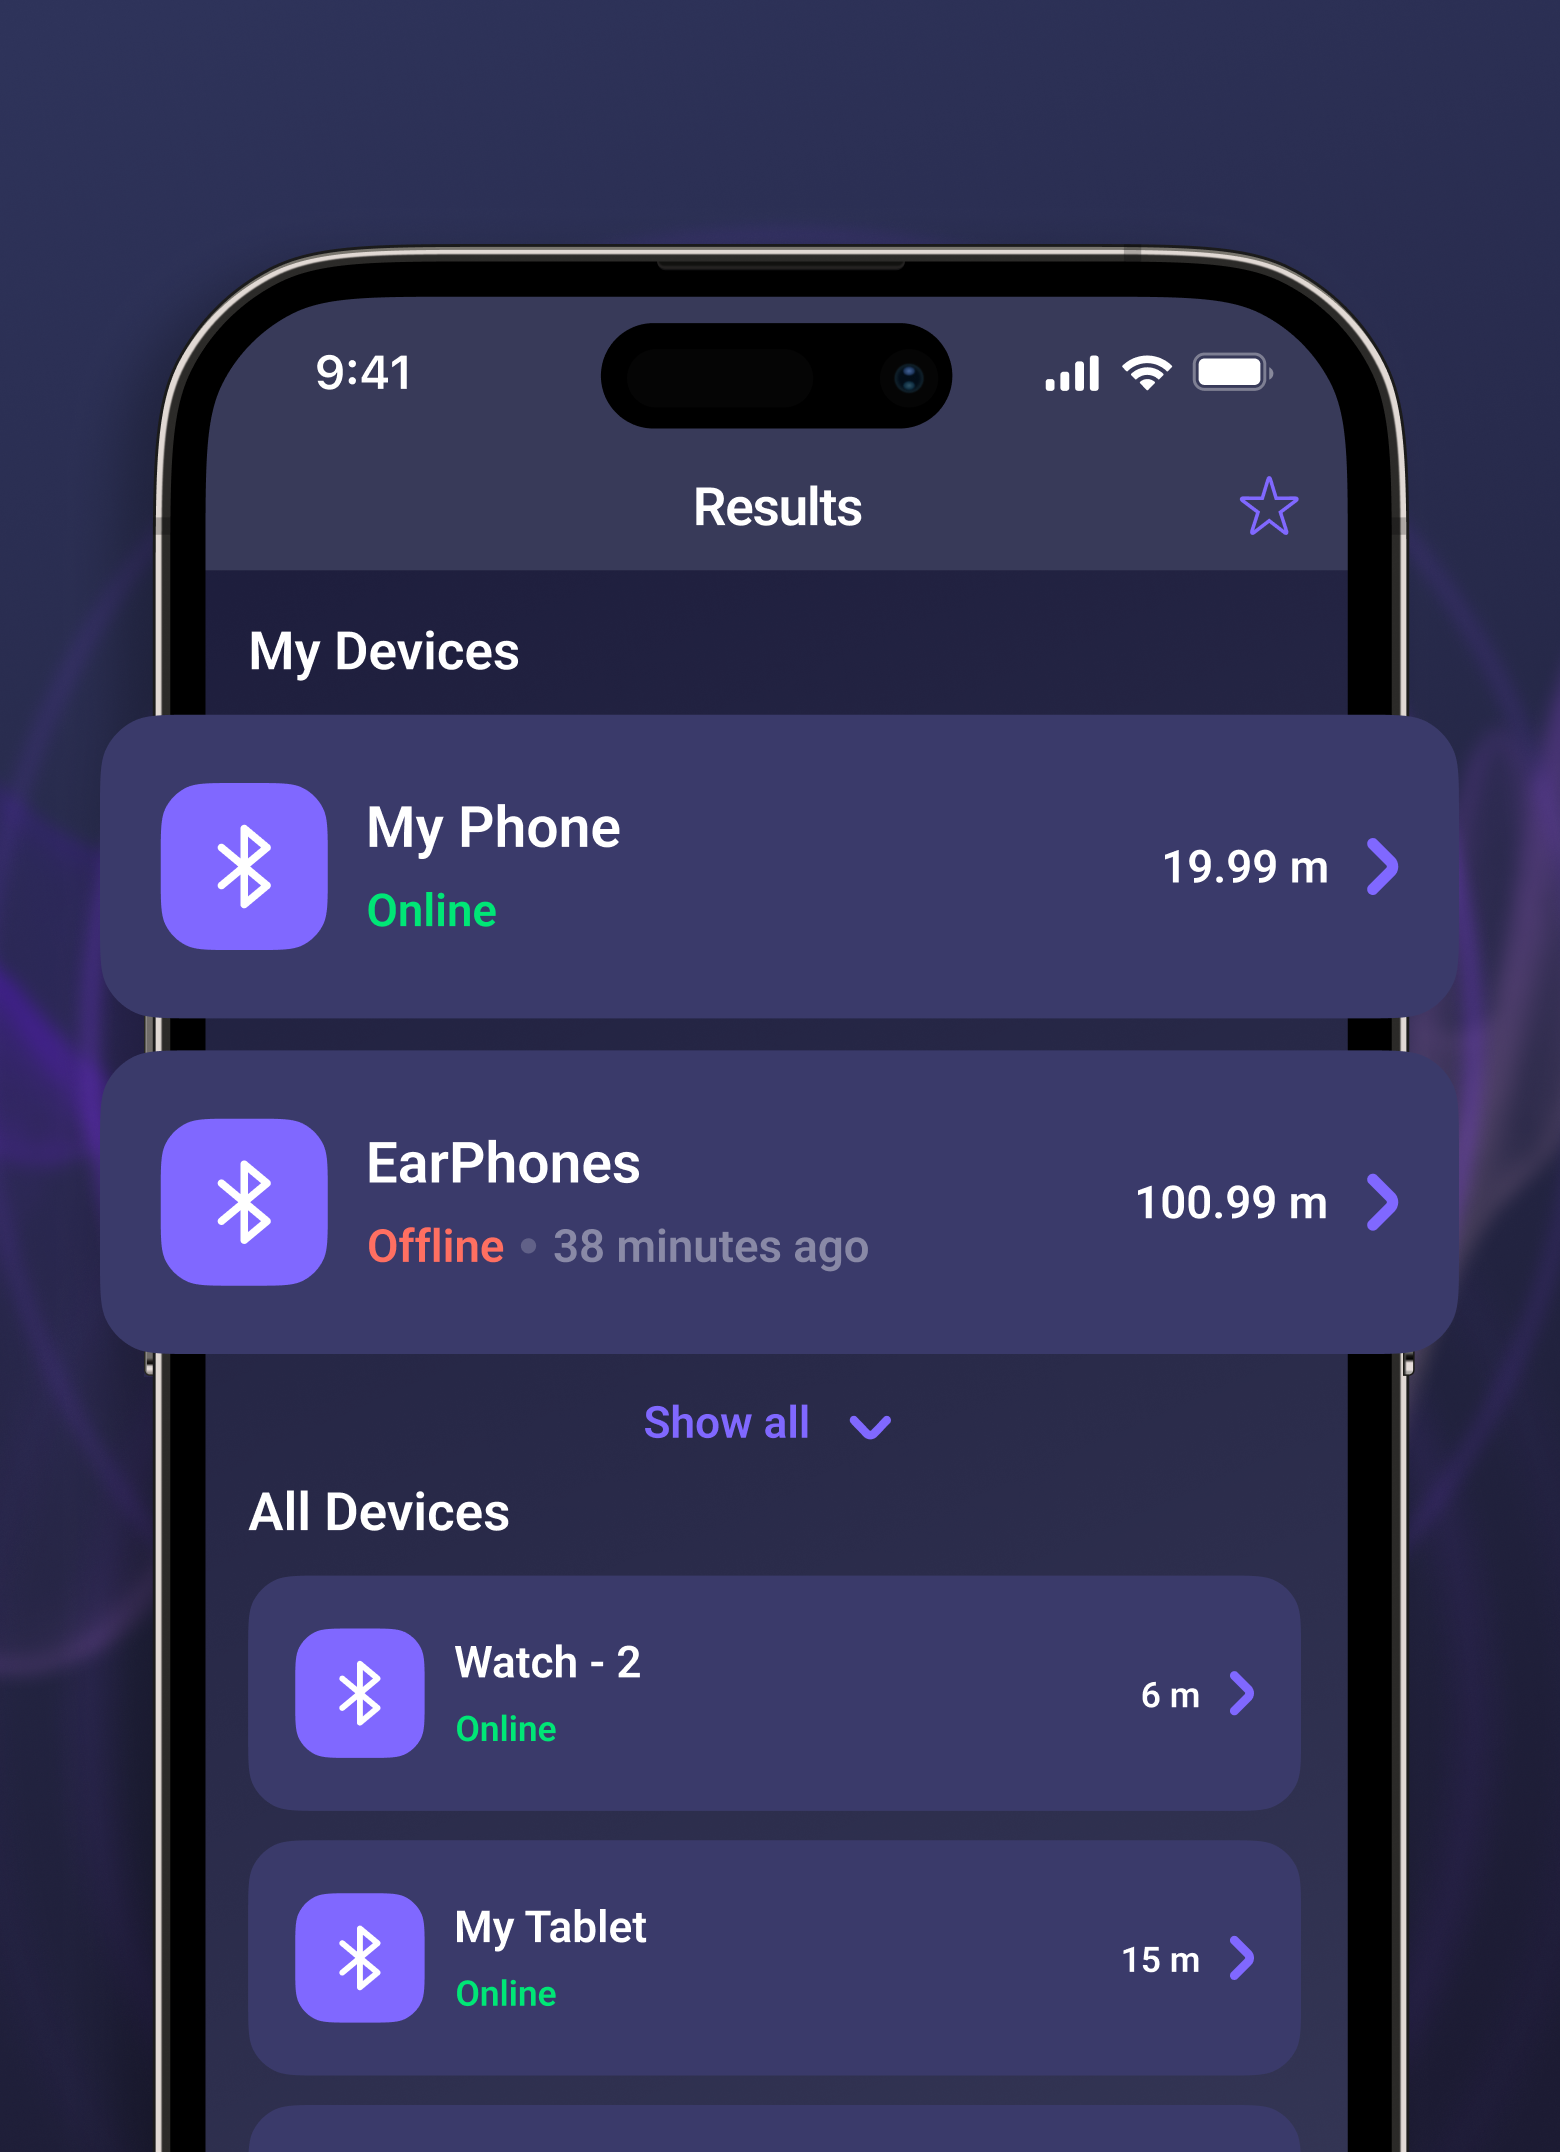 9:41
Results
My Devices
My Phone
19.99 m
Online
EarPhones
100.99 m
Offline • 38 minutes ago
Show all
All Devices
Watch - 2
6 m
Online
My Tablet
15 m
Online